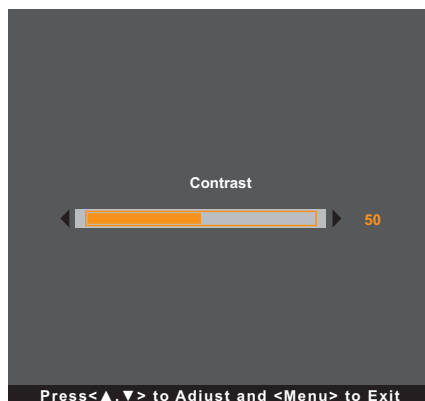 Contrast
50
Press<▲,▼> to Adjust and <Menu> to Exit